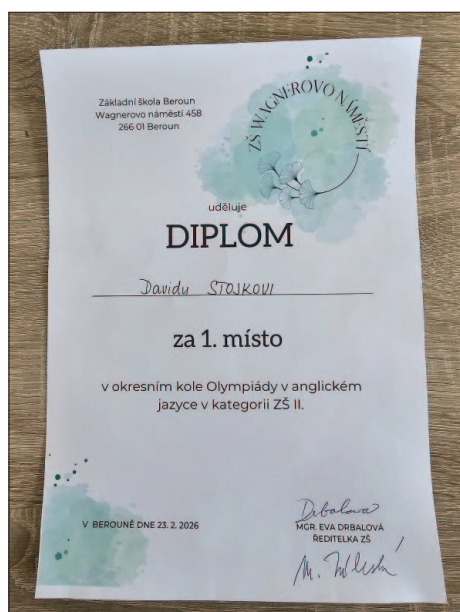 Základní škola Beroun
Wagnerovo náměstí 458
266 01 Beroun
ZŠ WAGNEROVO NÁMĚSTÍ
uděluje
DIPLOM
Davidu STOJKOVI
za 1. místo
v okresním kole Olympiády v anglickém
jazyce v kategorii ZŠ II.
V BEROUNĚ DNE 23. 2. 2026
Drbalová
MGR. EVA DRBALOVÁ
ŘEDITELKA ZŠ